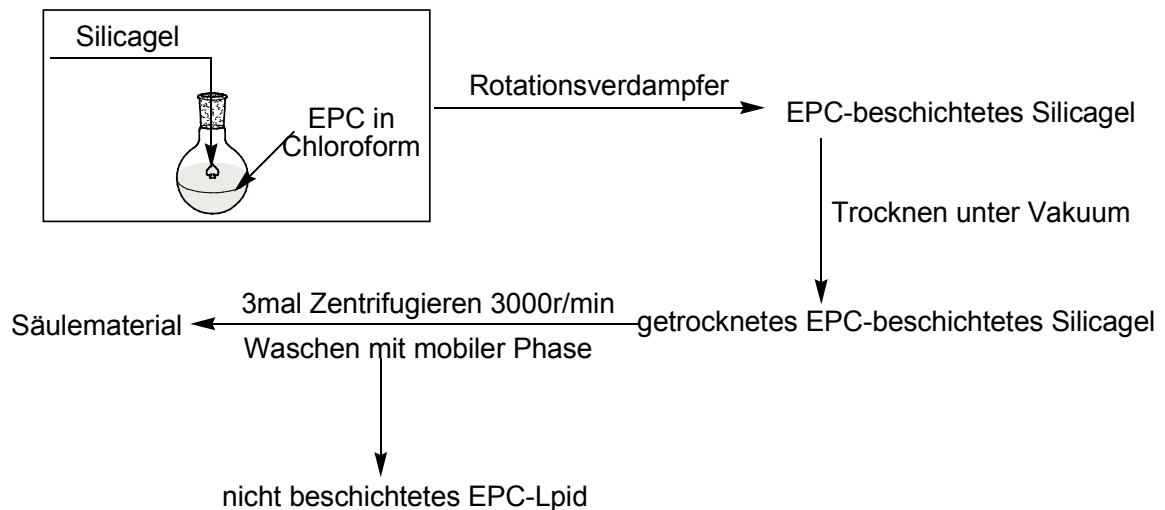 Silicagel
EPC in
Chloroform
Rotationsverdampfer
EPC-beschichtetes Silicagel
Trocknen unter Vakuum
getrocknetes EPC-beschichtetes Silicagel
3mal Zentrifugieren 3000r/min
Waschen mit mobiler Phase
Säulematerial
nicht beschichtetes EPC-Lpid